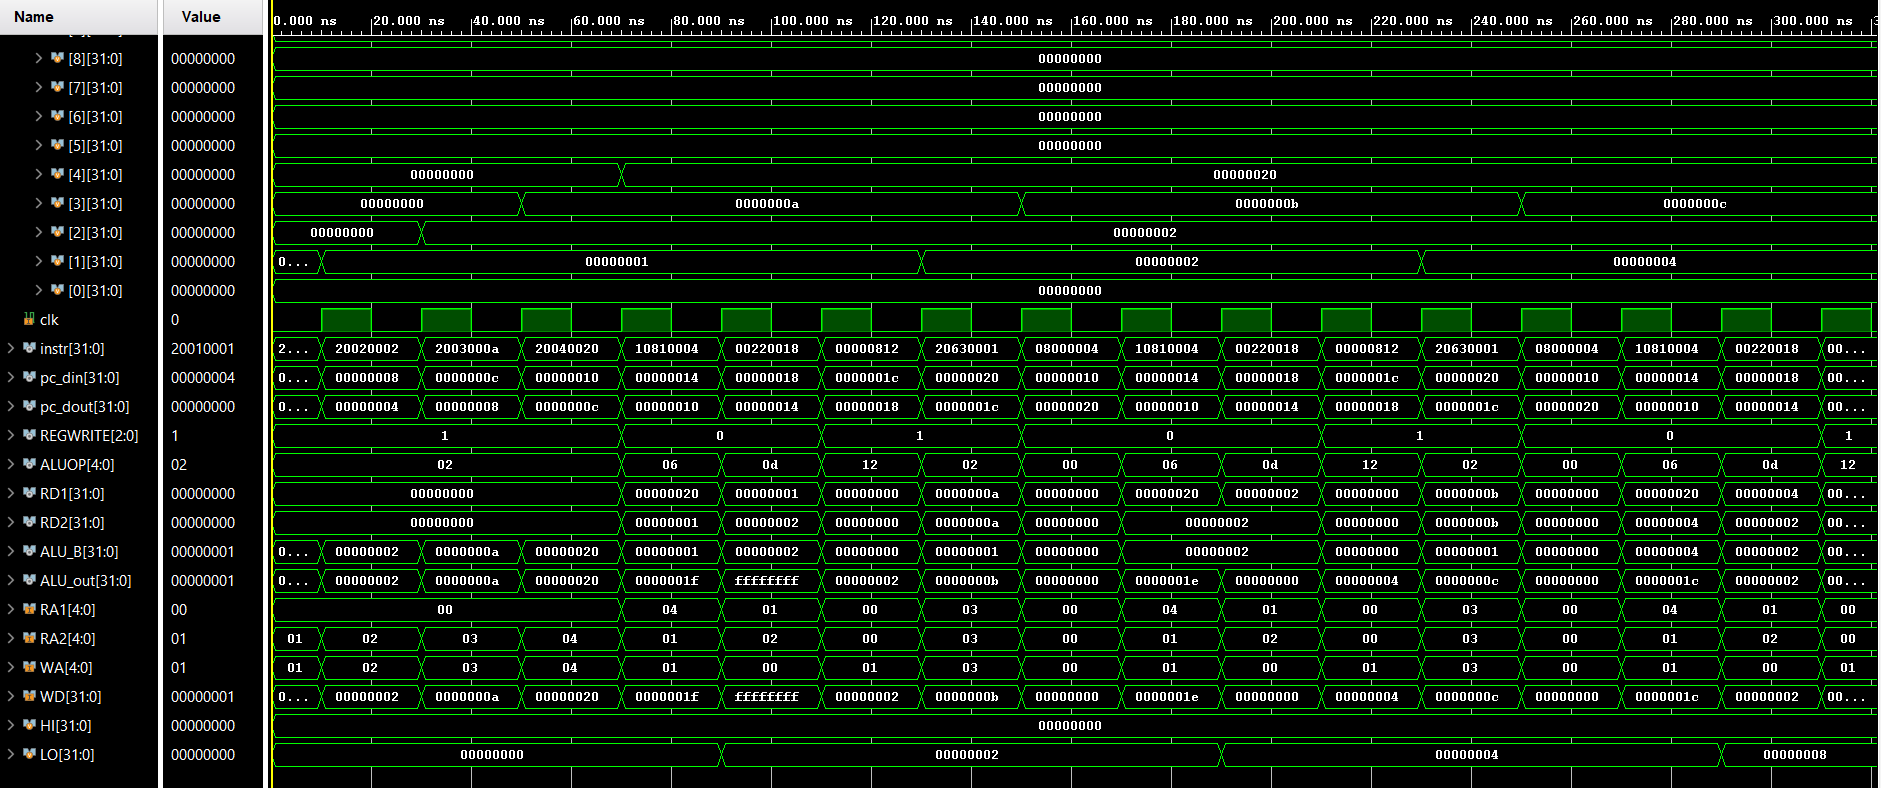 Name Value 0.000 ns 20.000 ns 40.000 ns 60.000 ns 80.000 ns 100.000 ns 120.000 ns 140.000 ns 160.000 ns 180.000 ns 200.000 ns 220.000 ns 240.000 ns 260.000 ns 280.000 ns 300.000 ns
[8][31:0] 00000000 00000000
[7][31:0] 00000000 00000000
[6][31:0] 00000000 00000000
[5][31:0] 00000000 00000000
[4][31:0] 00000000 00000000 00000020
[3][31:0] 00000000 00000000 0000000a 0000000b 0000000c
[2][31:0] 00000000 00000000 00000002
[1][31:0] 00000000 0... 00000001 00000002 00000004
[0][31:0] 00000000 00000000
clk 0
instr[31:0] 20010001 2... 20020002 2003000a 20040020 10810004 00220018 00000812 20630001 08000004 10810004 00220018 00000812 20630001 08000004 10810004 00220018 00...
pc_din[31:0] 00000004 0... 00000008 0000000c 00000010 00000014 00000018 0000001c 00000020 00000010 00000014 00000018 0000001c 00000020 00000010 00000014 00000018 00...
pc_dout[31:0] 00000000 0... 00000004 00000008 0000000c 00000010 00000014 00000018 0000001c 00000020 00000010 00000014 00000018 0000001c 00000020 00000010 00000014 00...
REGWRITE[2:0] 1 1 0 1 0 1 0 1
ALUOP[4:0] 02 02 06 0d 12 02 00 06 0d 12 02 00 06 0d 12
RD1[31:0] 00000000 00000000 00000020 00000001 00000000 0000000a 00000000 00000020 00000002 00000000 0000000b 00000000 00000020 00000004 00...
RD2[31:0] 00000000 00000000 00000001 00000002 00000000 0000000a 00000000 00000002 00000000 0000000b 00000000 00000004 00000002 00...
ALU_B[31:0] 00000001 0... 00000002 0000000a 00000020 00000001 00000002 00000000 00000001 00000000 00000002 00000000 00000001 00000000 00000004 00000002 00...
ALU_out[31:0] 00000001 0... 00000002 0000000a 00000020 0000001f ffffffff 00000002 0000000b 00000000 0000001e 00000000 00000004 0000000c 00000000 0000001c 00000002 00...
RA1[4:0] 00 00 04 01 00 03 00 04 01 00 03 00 04 01 00
RA2[4:0] 01 01 02 03 04 01 02 00 03 00 01 02 00 03 00 01 02 00
WA[4:0] 01 01 02 03 04 01 00 01 03 00 01 00 01 03 00 01 00 01
WD[31:0] 00000001 0... 00000002 0000000a 00000020 0000001f ffffffff 00000002 0000000b 00000000 0000001e 00000000 00000004 0000000c 00000000 0000001c 00000002 00...
HI[31:0] 00000000 00000000
LO[31:0] 00000000 00000000 00000002 00000004 00000008